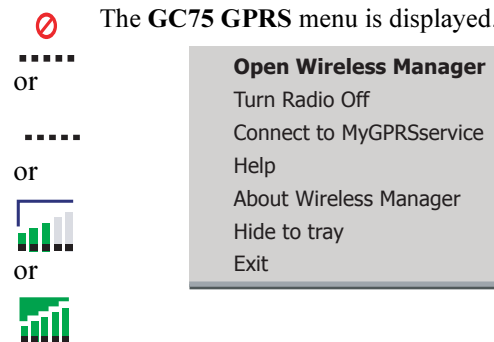 The GC75 GPRS menu is displayed.
or
or
or
Open Wireless Manager
Turn Radio Off
Connect to MyGPRSservice
Help
About Wireless Manager
Hide to tray
Exit